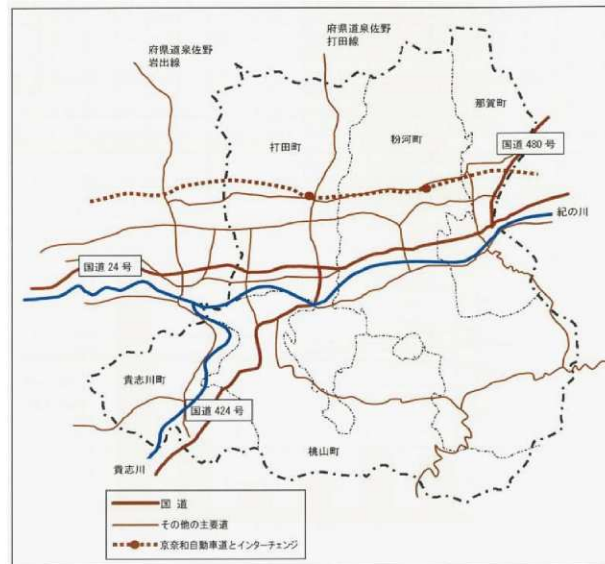 府県道泉佐野
岩出線
府県道泉佐野
打田線
那賀町
粉河町
打田町
国道 480 号
紀の川
国道 24 号
貴志川町
国道 424 号
貴志川
桃山町
国 道
その他の主要道
京奈和自動車道とインターチェンジ